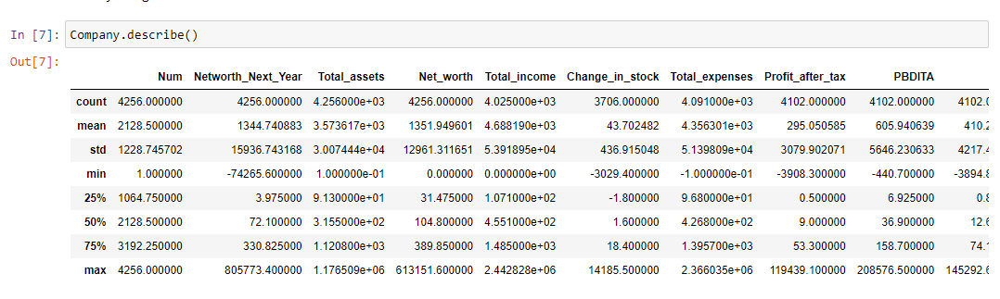 In [7]: Company.describe()
Out[7]:
Num Networth_Next_Year Total_assets Net_worth Total_income Change_in_stock Total_expenses Profit_after_tax PBDITA
count 4256.000000 4256.000000 4.256000e+03 4256.000000 4.025000e+03 3706.000000 4.091000e+03 4102.000000 4102.000000 4102.0
mean 2128.500000 1344.740883 3.573617e+03 1351.949601 4.688190e+03 43.702482 4.356301e+03 295.050585 605.940639 410.2
std 1228.745702 15936.743168 3.007444e+04 12961.311651 5.391895e+04 436.915048 5.139809e+04 3079.902071 5646.230633 4217.4
min 1.000000 -74265.600000 1.000000e-01 0.000000 0.000000e+00 -3029.400000 -1.000000e-01 -3908.300000 -440.700000 -3894.8
25% 1064.750000 3.975000 9.130000e+01 31.475000 1.071000e+02 -1.800000 9.680000e+01 0.500000 6.925000 0.8
50% 2128.500000 72.100000 3.155000e+02 104.800000 4.551000e+02 1.600000 4.268000e+02 9.000000 36.900000 12.6
75% 3192.250000 330.825000 1.120800e+03 389.850000 1.485000e+03 18.400000 1.395700e+03 53.300000 158.700000 74.1
max 4256.000000 805773.400000 1.176509e+06 613151.600000 2.442828e+06 14185.500000 2.366035e+06 119439.100000 208576.500000 145292.6